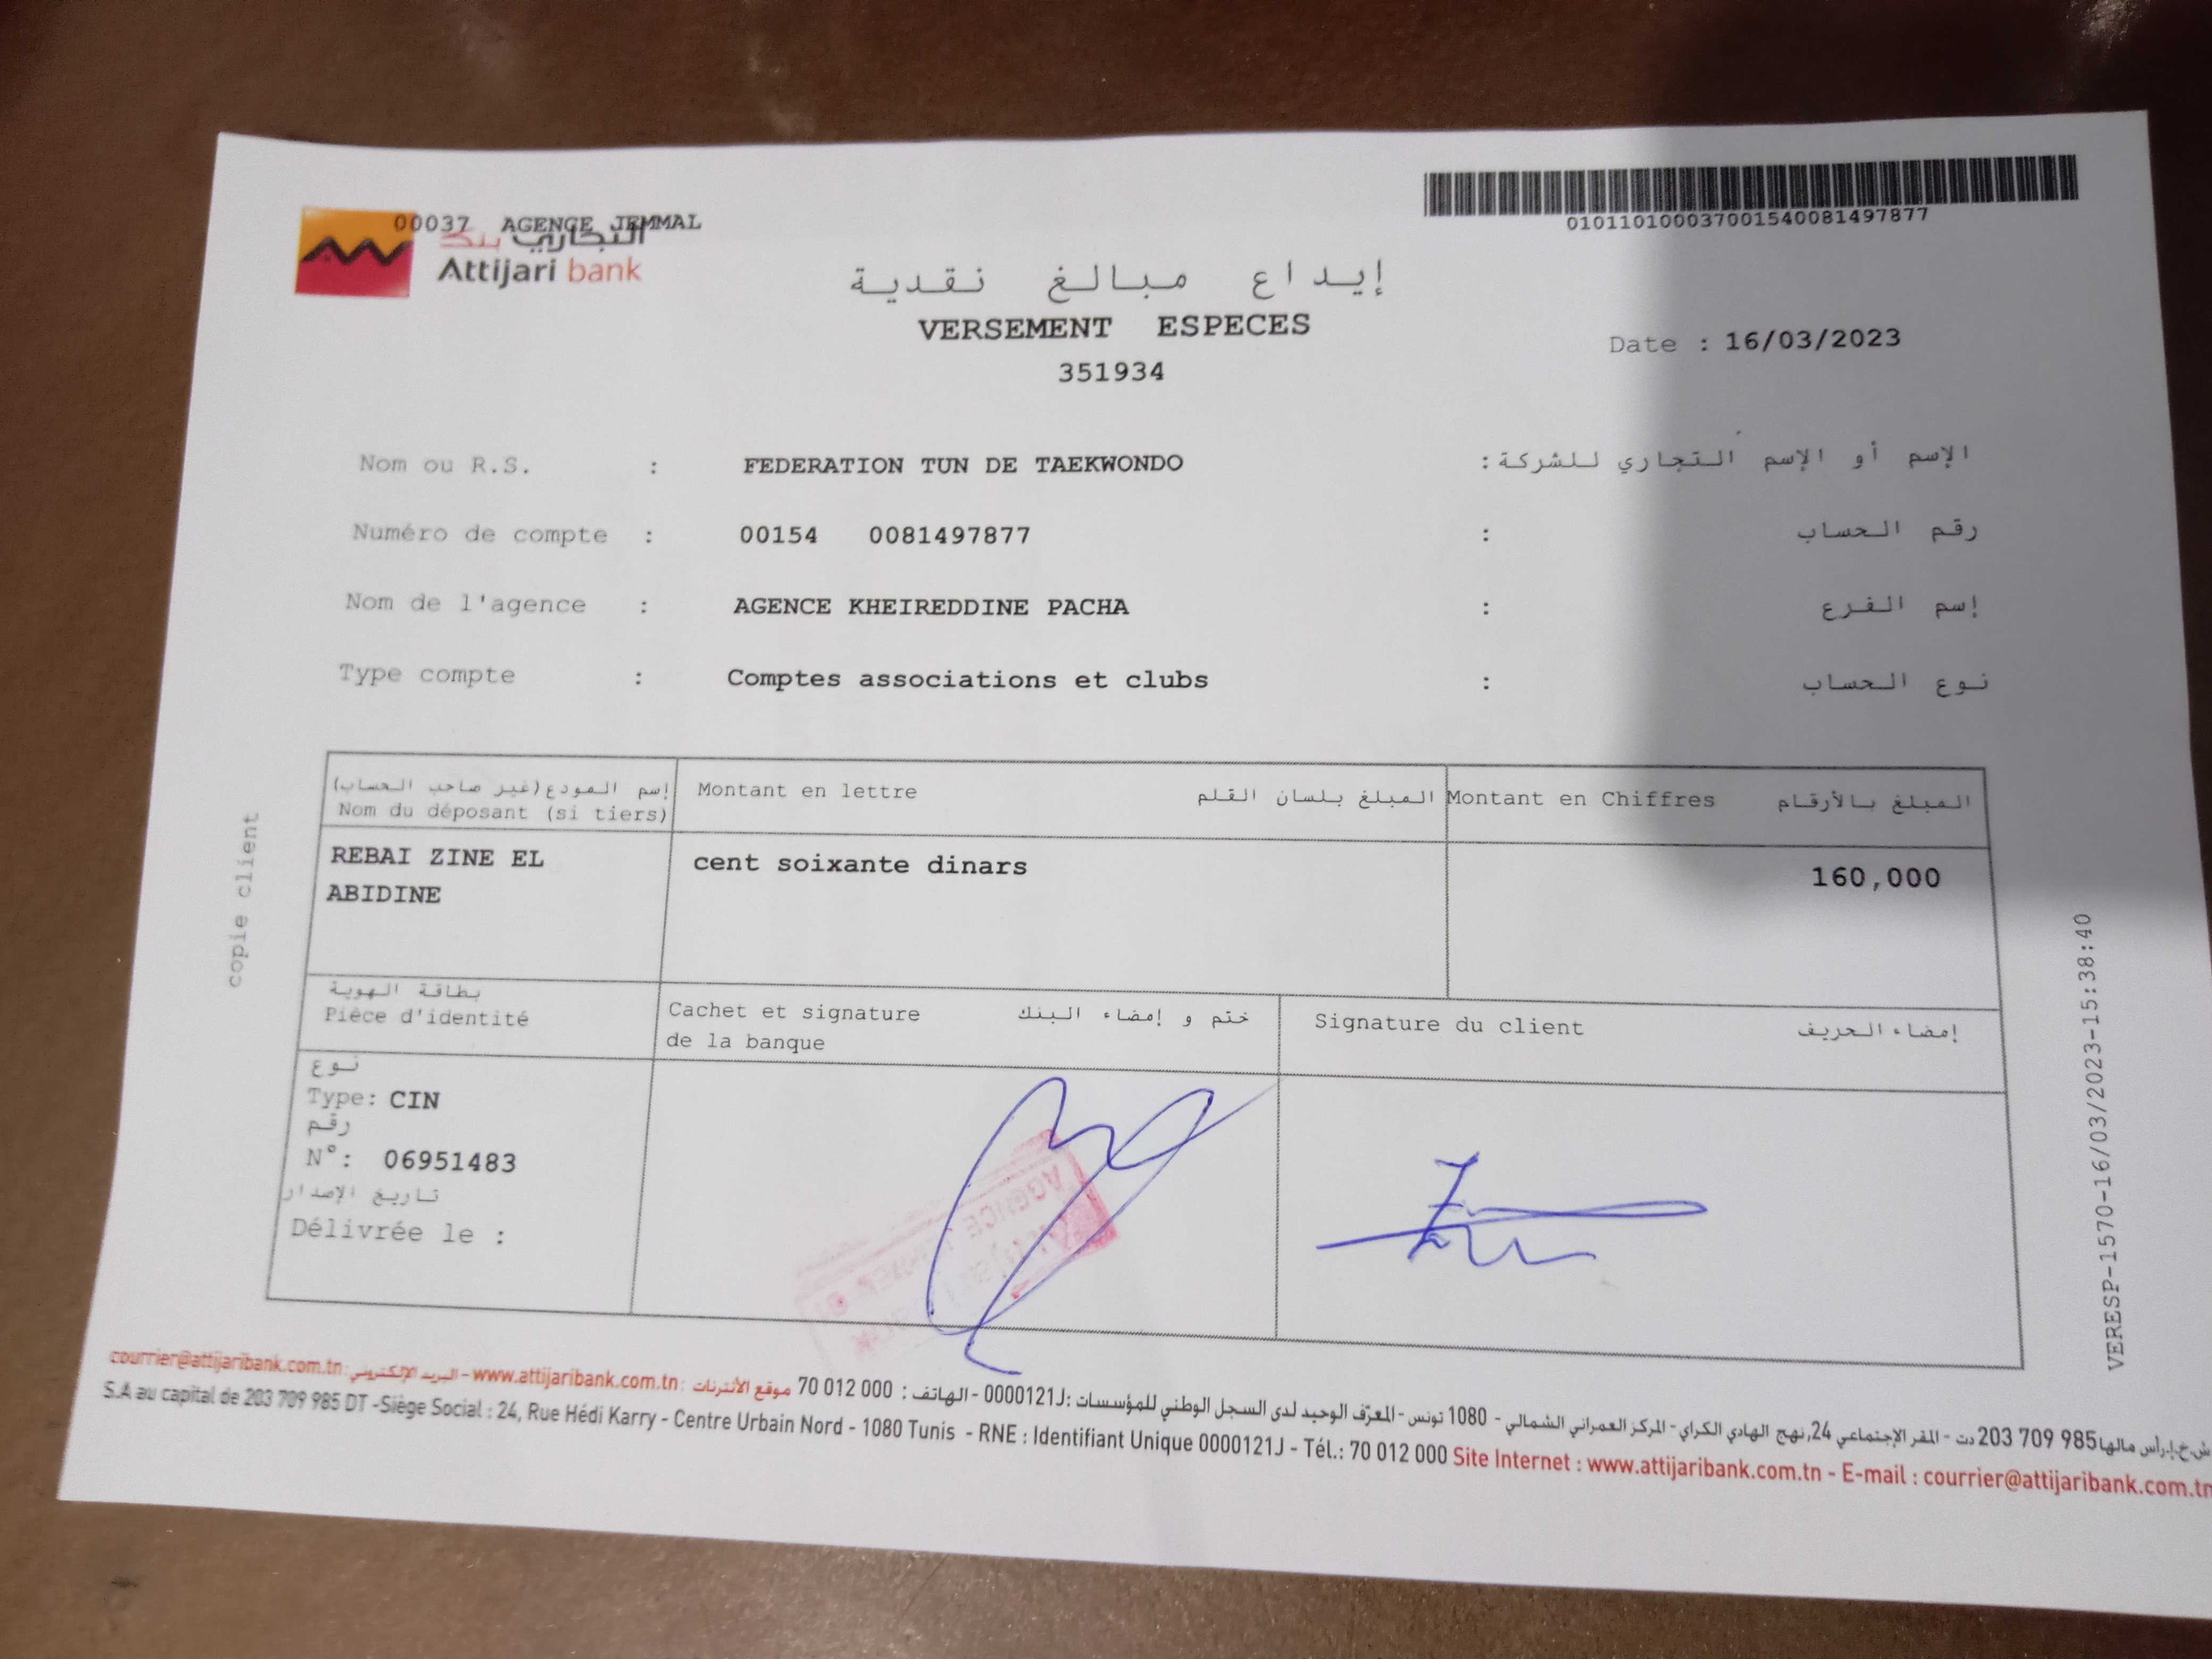 00037 AGENCE JEMMAL
التجاري بنك
Attijari bank
0101101000370015400​81497877
إيداع مبالغ نقدية
VERSEMENT ESPECES
351934
Date : 16/03/2023
Nom ou R.S. : FEDERATION TUN DE TAEKWONDO : الإسم أو الإسم التجاري للشركة
Numéro de compte : 00154 0081497877 : رقم الحساب
Nom de l'agence : AGENCE KHEIREDDINE PACHA : إسم الفرع
Type compte : Comptes associations et clubs : نوع الحساب
إسم المودع(غير صاحب الحساب)
Nom du déposant (si tiers)
Montant en lettre المبلغ بلسان القلم
Montant en Chiffres المبلغ بالأرقام
REBAI ZINE EL
ABIDINE
cent soixante dinars
160,000
بطاقة الهوية
Pièce d'identité
Cachet et signature ختم و إمضاء البنك
de la banque
Signature du client إمضاء الحريف
نوع
Type: CIN
رقم
N°: 06951483
تاريخ الإصدار
Délivrée le :
copie client
VERESP-1570-16/03/2023-15:38:40
ش.خ.إ.رأس مالها 203 709 985 دت - المقر الإجتماعي 24, نهج الهادي الكراي - المركز العمراني الشمالي - 1080 تونس - المعرّف الوحيد لدى السجل الوطني للمؤسسات :0000121J - الهاتف : 70 012 000 موقع الأنترنات : www.attijaribank.com.tn - البريد الإلكتروني : courrier@attijaribank.com.tn
S.A au capital de 203 709 985 DT -Siège Social : 24, Rue Hédi Karry - Centre Urbain Nord - 1080 Tunis - RNE : Identifiant Unique 0000121J - Tél.: 70 012 000 Site Internet : www.attijaribank.com.tn - E-mail : courrier@attijaribank.com.tn